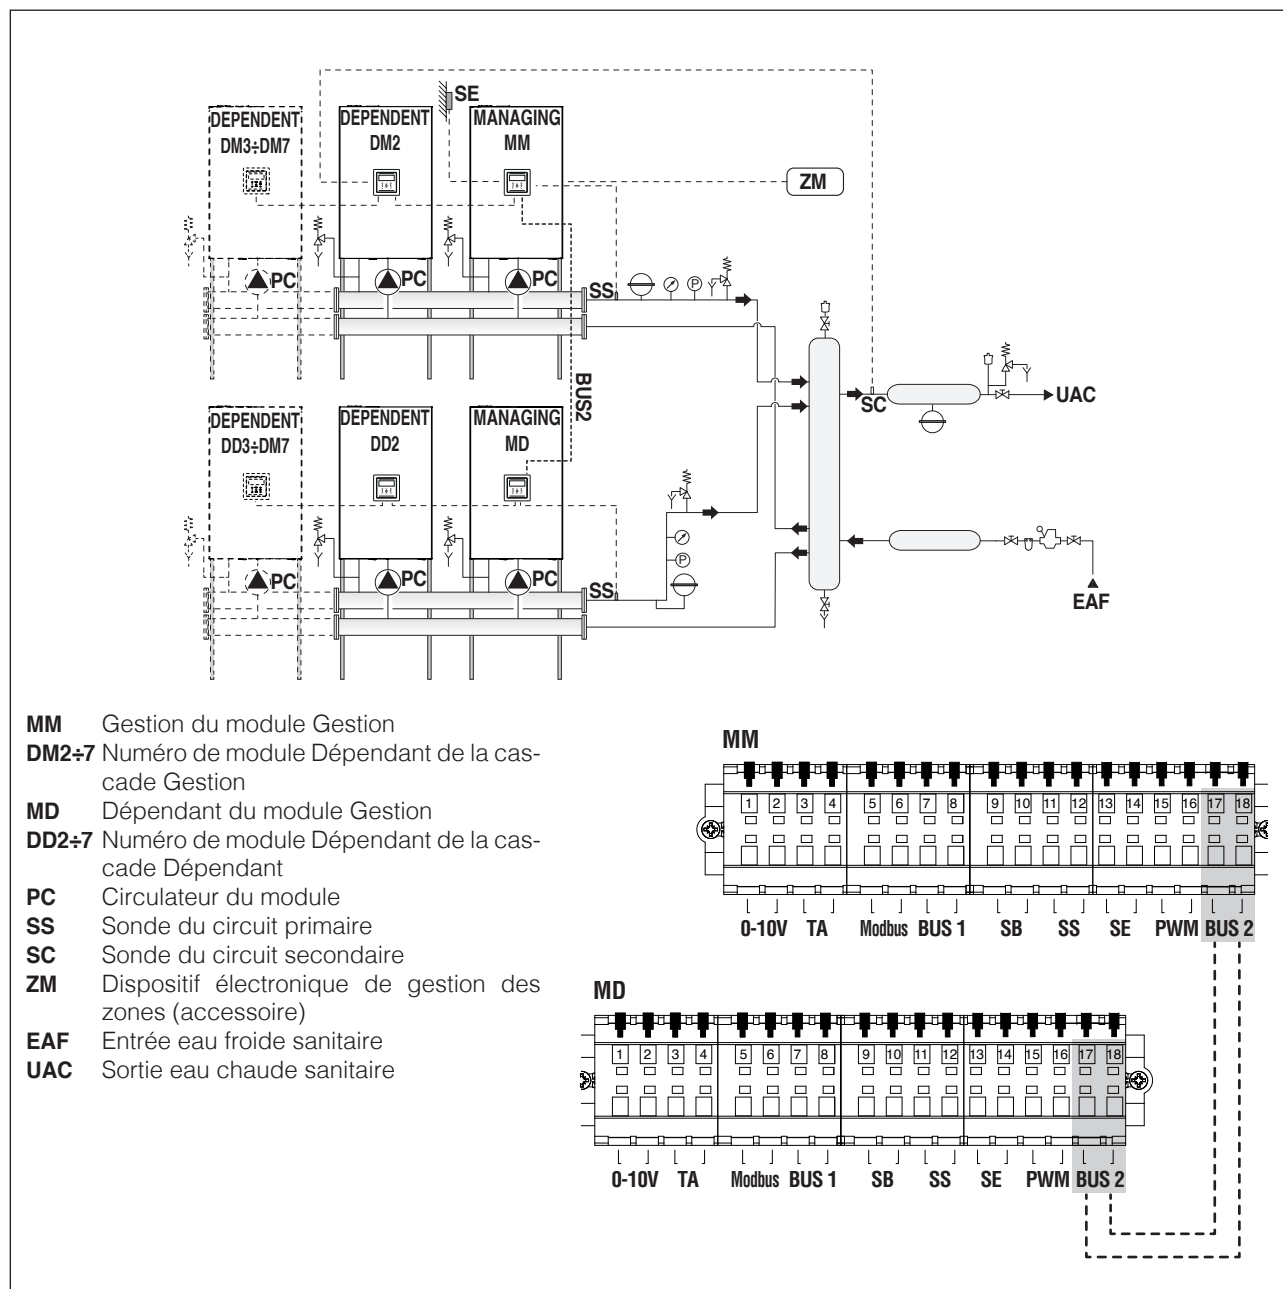 SE
DEPENDENT
DM3÷DM7
DEPENDENT
DM2
MANAGING
MM
ZM
PC
PC
PC
SS
P
BUS2
SC
UAC
DEPENDENT
DD3÷DM7
DEPENDENT
DD2
MANAGING
MD
P
PC
PC
PC
SS
EAF
MM Gestion du module Gestion
DM2÷7 Numéro de module Dépendant de la cas-
cade Gestion
MD Dépendant du module Gestion
DD2÷7 Numéro de module Dépendant de la cas-
cade Dépendant
PC Circulateur du module
SS Sonde du circuit primaire
SC Sonde du circuit secondaire
ZM Dispositif électronique de gestion des
zones (accessoire)
EAF Entrée eau froide sanitaire
UAC Sortie eau chaude sanitaire
MM
1 2 3 4 5 6 7 8 9 10 11 12 13 14 15 16 17 18
0-10V TA Modbus BUS 1 SB SS SE PWM BUS 2
MD
1 2 3 4 5 6 7 8 9 10 11 12 13 14 15 16 17 18
0-10V TA Modbus BUS 1 SB SS SE PWM BUS 2